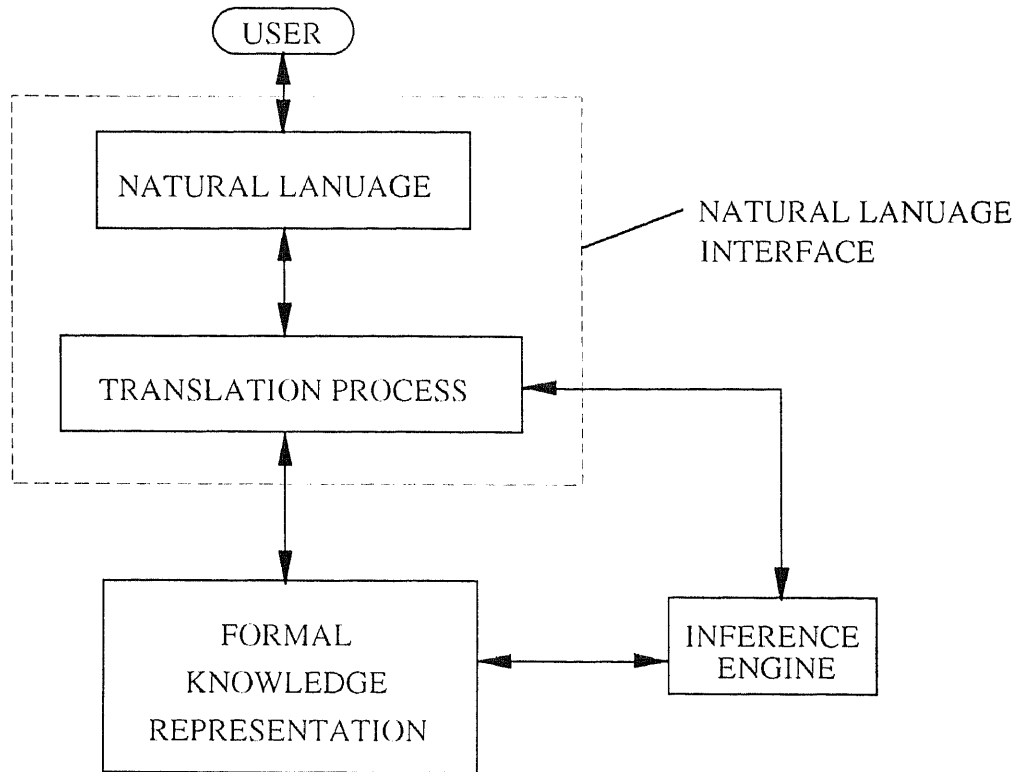 USER
NATURAL LANUAGE
NATURAL LANUAGE
INTERFACE
TRANSLATION PROCESS
FORMAL
KNOWLEDGE
REPRESENTATION
INFERENCE
ENGINE